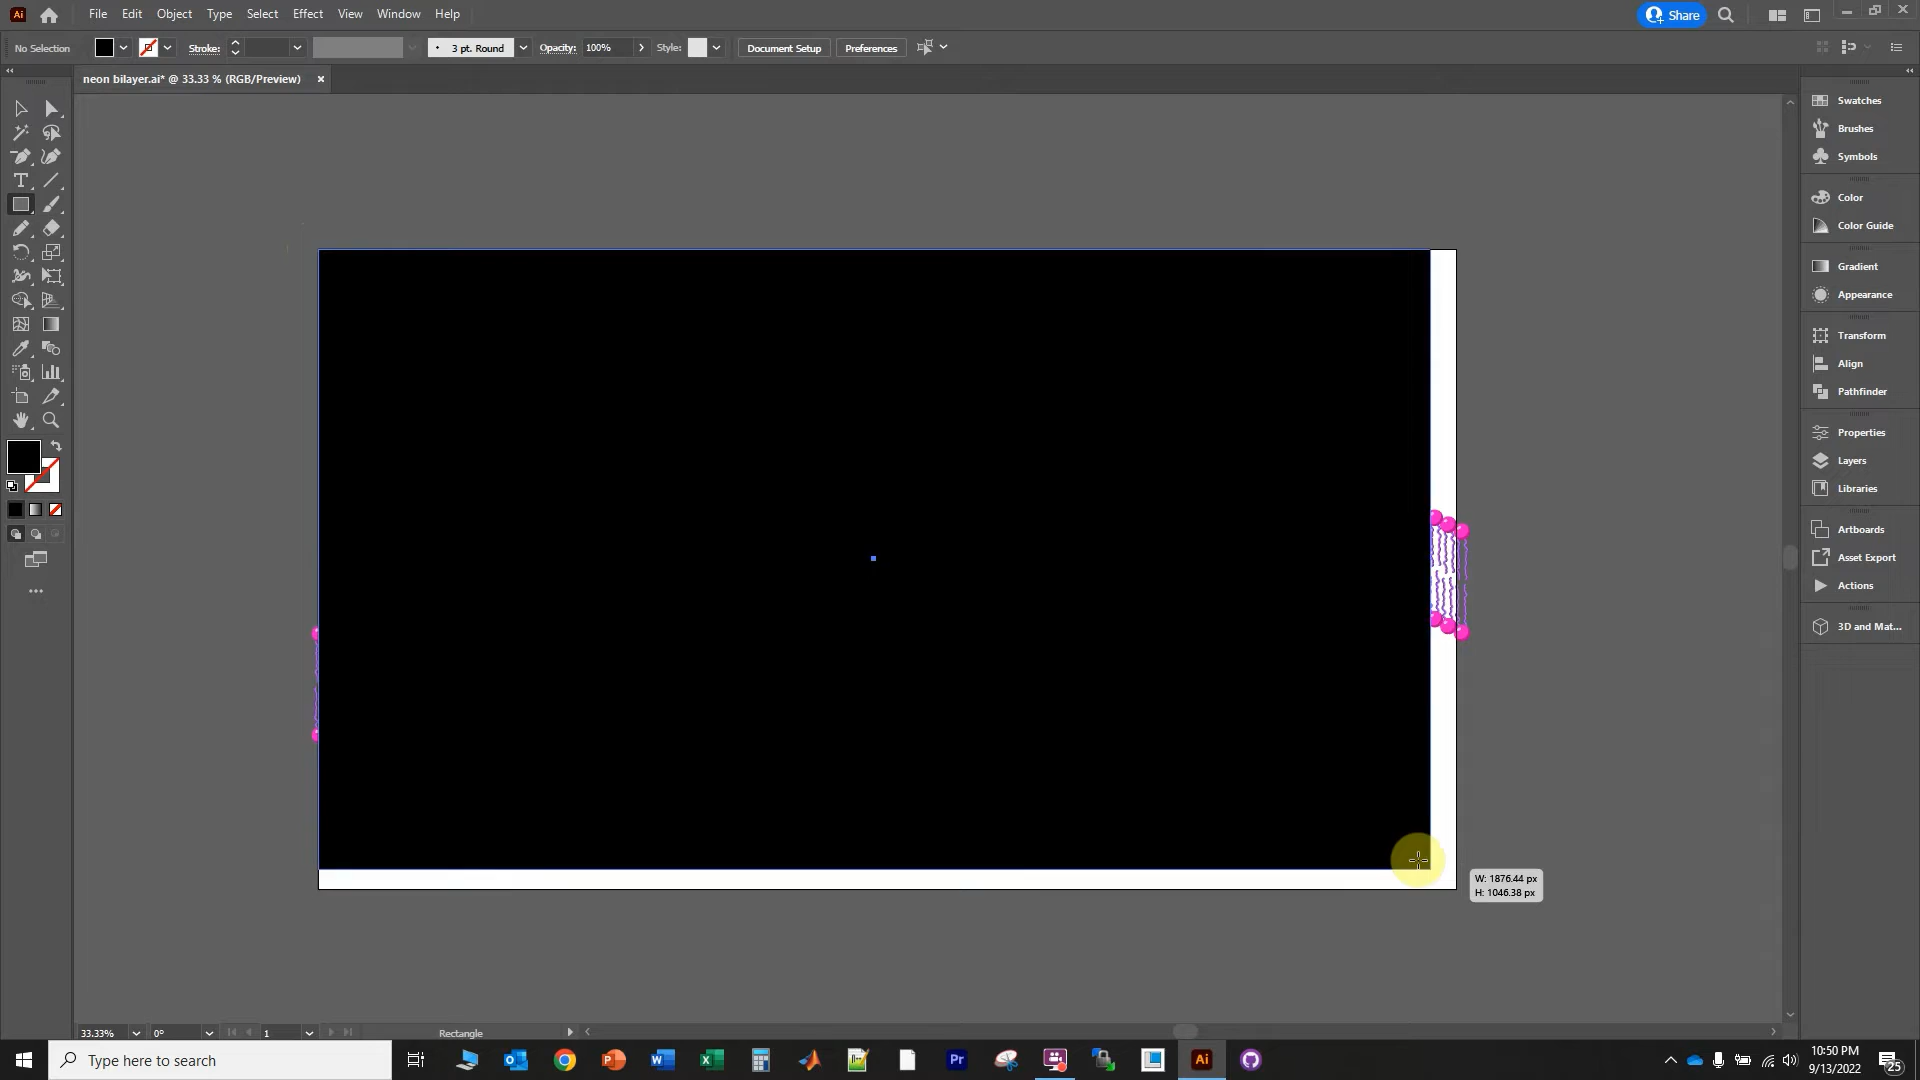 Ai File Edit Object Type Select Effect View Window Help Share
No Selection Stroke: 3 pt. Round Opacity: 100% Style: Document Setup Preferences
neon bilayer.ai* @ 33.33 % (RGB/Preview) ×
Swatches
Brushes
Symbols
Color
Color Guide
Gradient
Appearance
Transform
Align
Pathfinder
Properties
Layers
Libraries
Artboards
Asset Export
Actions
3D and Mat...
W: 1876.44 px
H: 1046.38 px
33.33% 0° 1 Rectangle
Type here to search
Pr
Ai
10:50 PM
9/13/2022
25